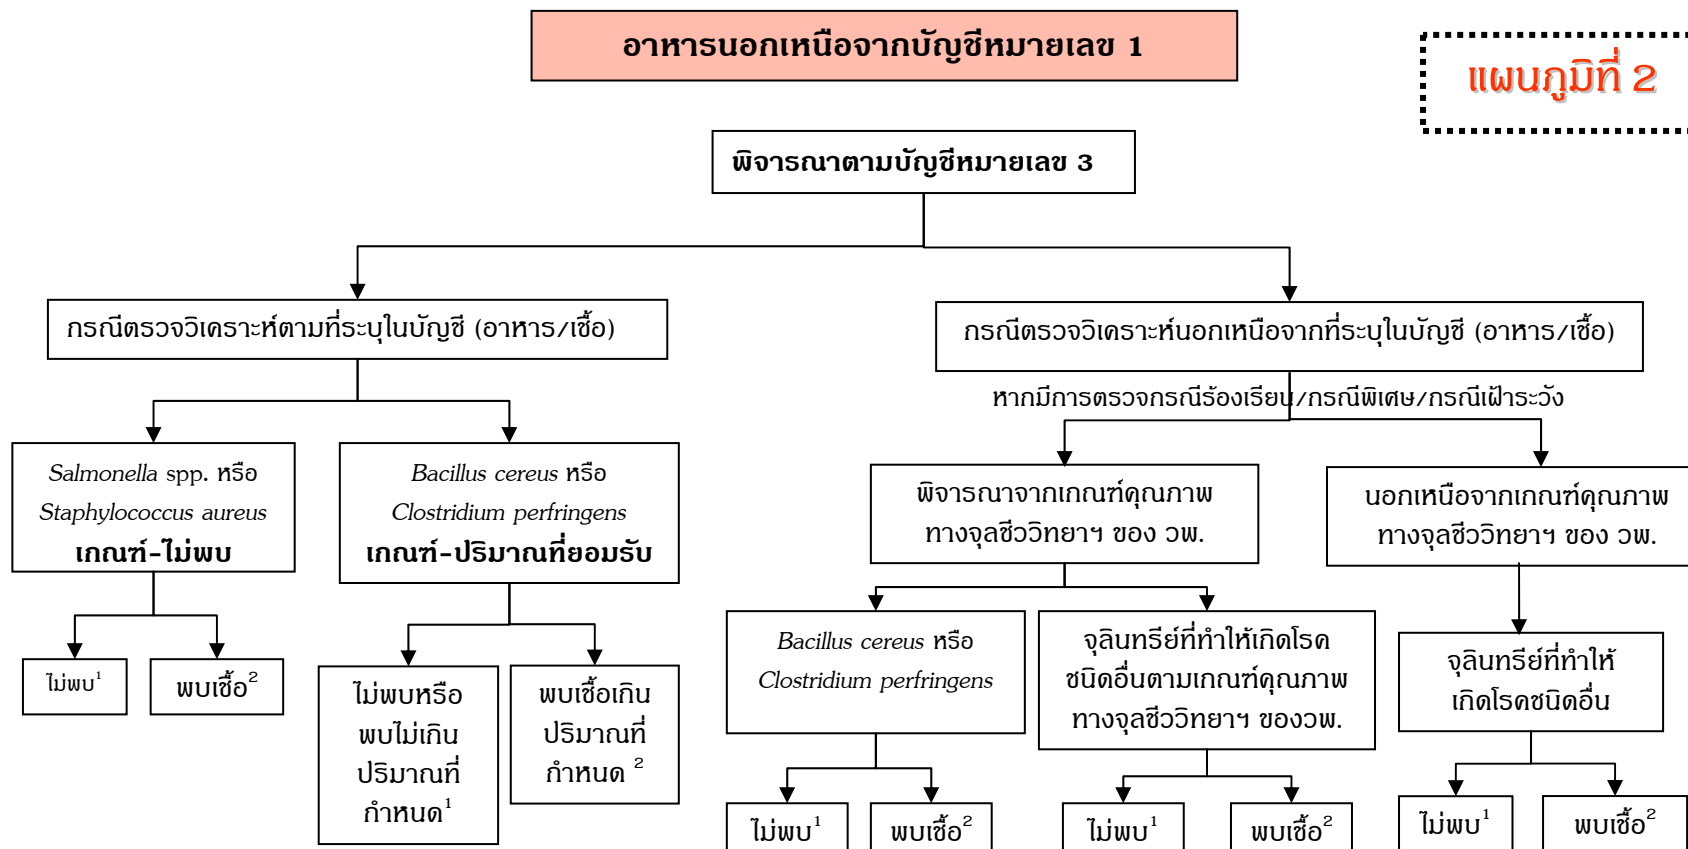 อาหารนอกเหนือจากบัญชีหมายเลข 1
แผนภูมิที่ 2
พิจารณาตามบัญชีหมายเลข 3
กรณีตรวจวิเคราะห์ตามที่ระบุในบัญชี (อาหาร/เชื้อ)
กรณีตรวจวิเคราะห์นอกเหนือจากที่ระบุในบัญชี (อาหาร/เชื้อ)
หากมีการตรวจกรณีร้องเรียน/กรณีพิเศษ/กรณีเฝ้าระวัง
Salmonella spp. หรือ
Staphylococcus aureus
เกณฑ์-ไม่พบ
Bacillus cereus หรือ
Clostridium perfringens
เกณฑ์-ปริมาณที่ยอมรับ
พิจารณาจากเกณฑ์คุณภาพ
ทางจุลชีววิทยาฯ ของ วพ.
นอกเหนือจากเกณฑ์คุณภาพ
ทางจุลชีววิทยาฯ ของ วพ.
ไม่พบ¹
พบเชื้อ²
ไม่พบหรือ
พบไม่เกิน
ปริมาณที่
กำหนด¹
พบเชื้อเกิน
ปริมาณที่
กำหนด ²
Bacillus cereus หรือ
Clostridium perfringens
จุลินทรีย์ที่ทำให้เกิดโรค
ชนิดอื่นตามเกณฑ์คุณภาพ
ทางจุลชีววิทยาฯ ของวพ.
จุลินทรีย์ที่ทำให้
เกิดโรคชนิดอื่น
ไม่พบ¹
พบเชื้อ²
ไม่พบ¹
พบเชื้อ²
ไม่พบ¹
พบเชื้อ²